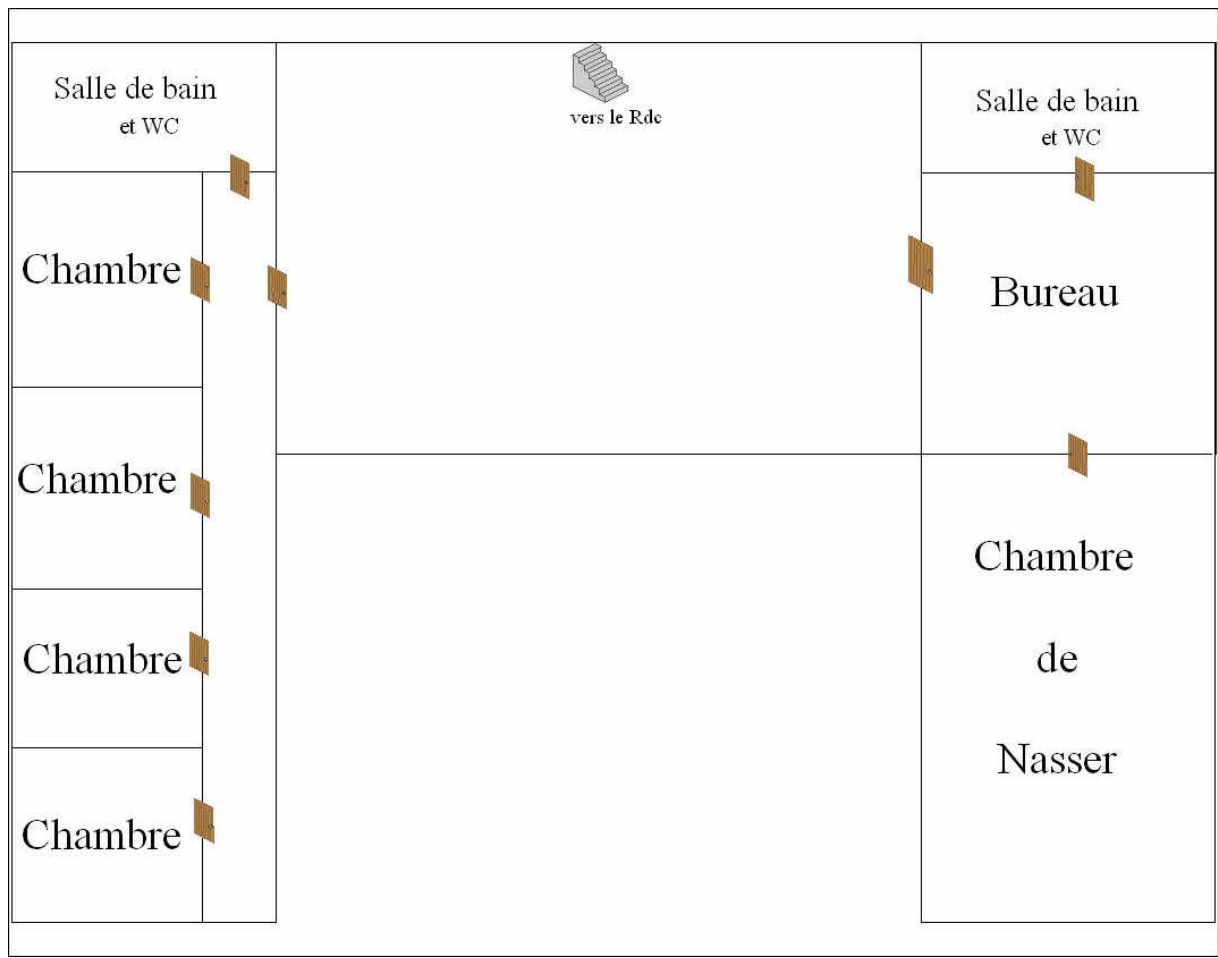 Salle de bain
et WC
vers le Rdc
Salle de bain
et WC
Chambre
Bureau
Chambre
Chambre
de
Nasser
Chambre
Chambre